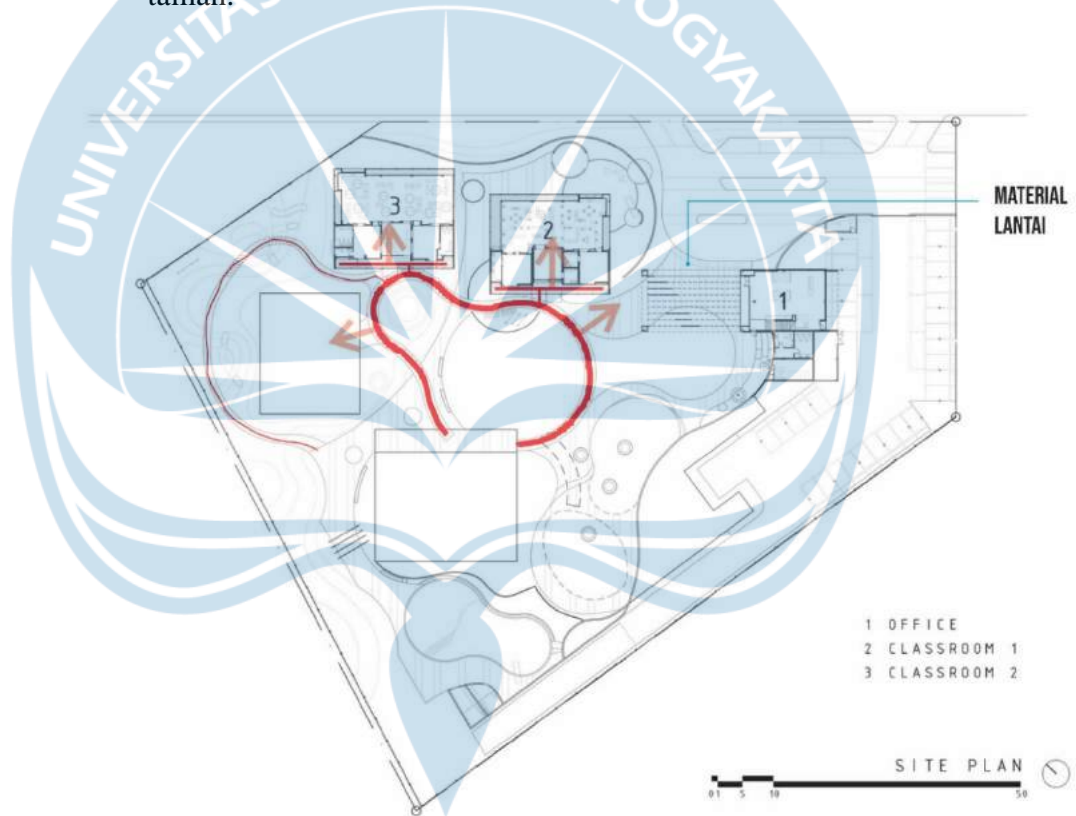 taman.
UNIVERSITAS
YOGYAKARTA
MATERIAL
LANTAI
3
2
1
1 OFFICE
2 CLASSROOM 1
3 CLASSROOM 2
SITE PLAN
0 1 5 10 50